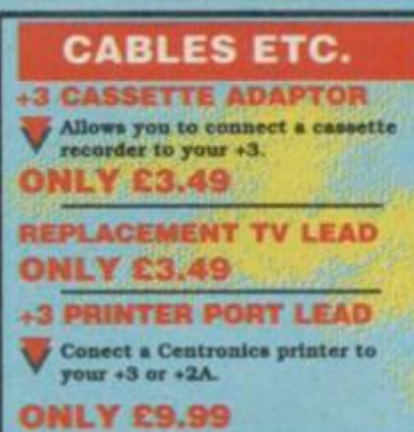 CABLES ETC.
+3 CASSETTE ADAPTOR
Allows you to connect a cassette
recorder to your +3.
ONLY £3.49
REPLACEMENT TV LEAD
ONLY £3.49
+3 PRINTER PORT LEAD
Conect a Centronics printer to
your +3 or +2A.
ONLY £9.99